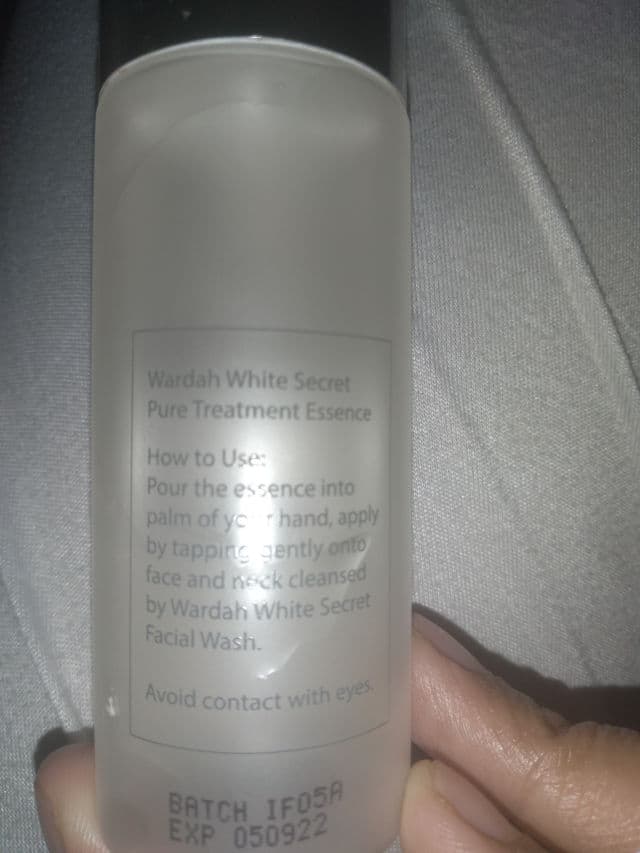 Wardah White Secret
Pure Treatment Essence
How to Use:
Pour the essence into
palm of your hand, apply
by tapping gently onto
face and neck cleansed
by Wardah White Secret
Facial Wash.
Avoid contact with eyes.
BATCH IF05A
EXP 050922